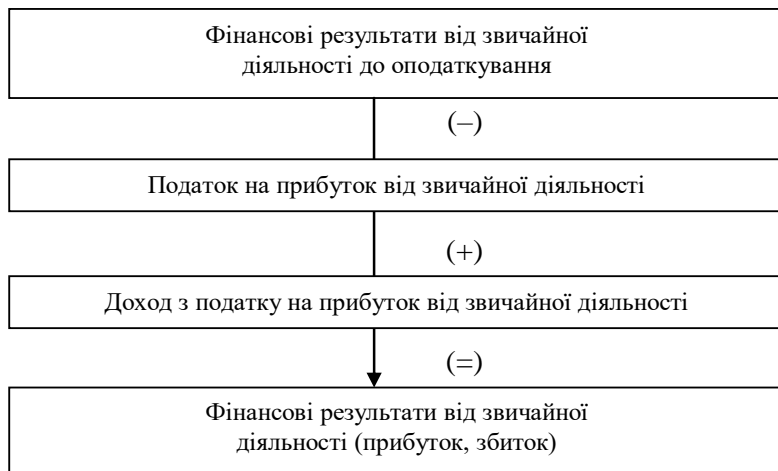 Фінансові результати від звичайної
діяльності до оподаткування
(–)
Податок на прибуток від звичайної діяльності
(+)
Доход з податку на прибуток від звичайної діяльності
(=)
Фінансові результати від звичайної
діяльності (прибуток, збиток)